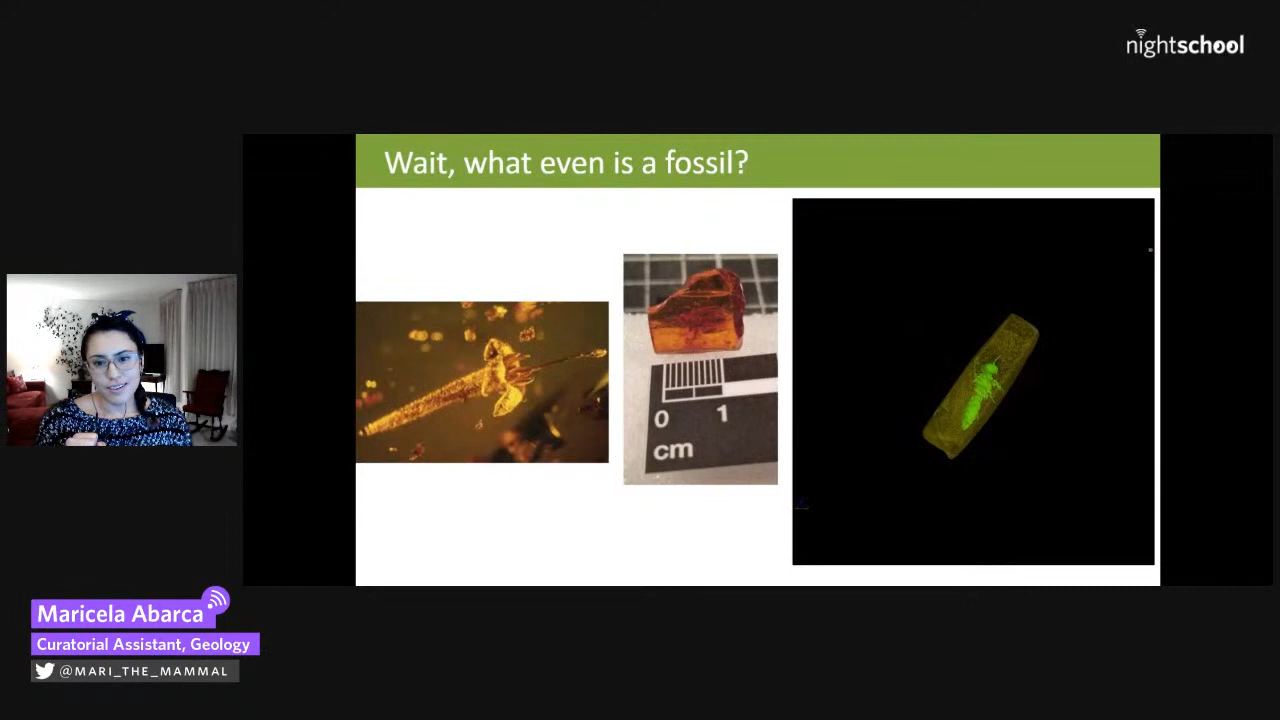 nightschool
Wait, what even is a fossil?
0 1
cm
Maricela Abarca
Curatorial Assistant, Geology
@MARI_THE_MAMMAL